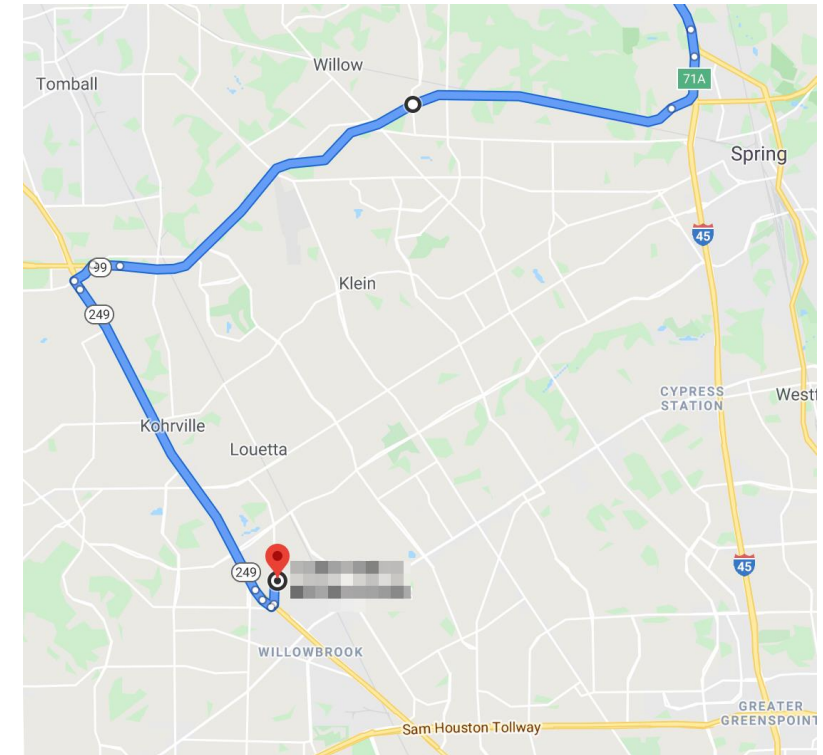 Willow
Tomball
71A
Spring
45
99
Klein
249
CYPRESS
STATION
Kohrville
Louetta
249
45
WILLOWBROOK
GREATER
GREENSPOINT
Sam Houston Tollway